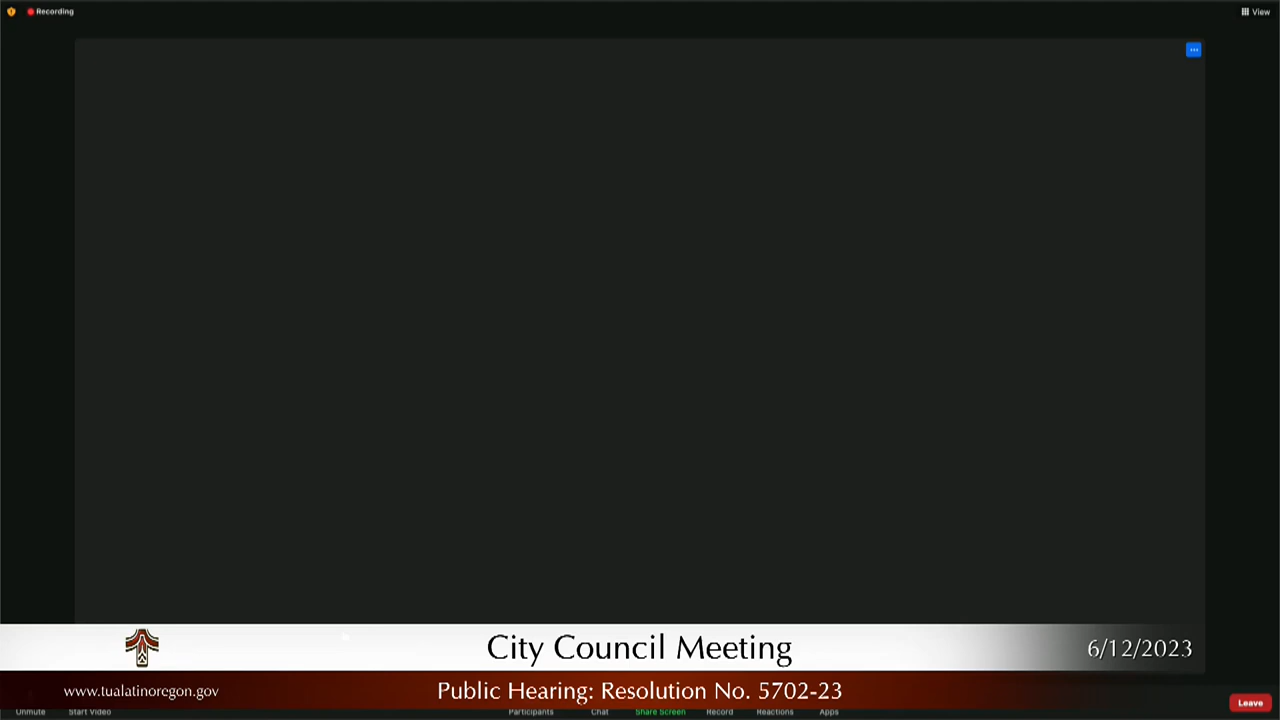 Recording
View
City Council Meeting
6/12/2023
www.tualatinoregon.gov
Public Hearing: Resolution No. 5702-23
Leave
Unmute
Start Video
Participants
Chat
Share Screen
Record
Reactions
Apps